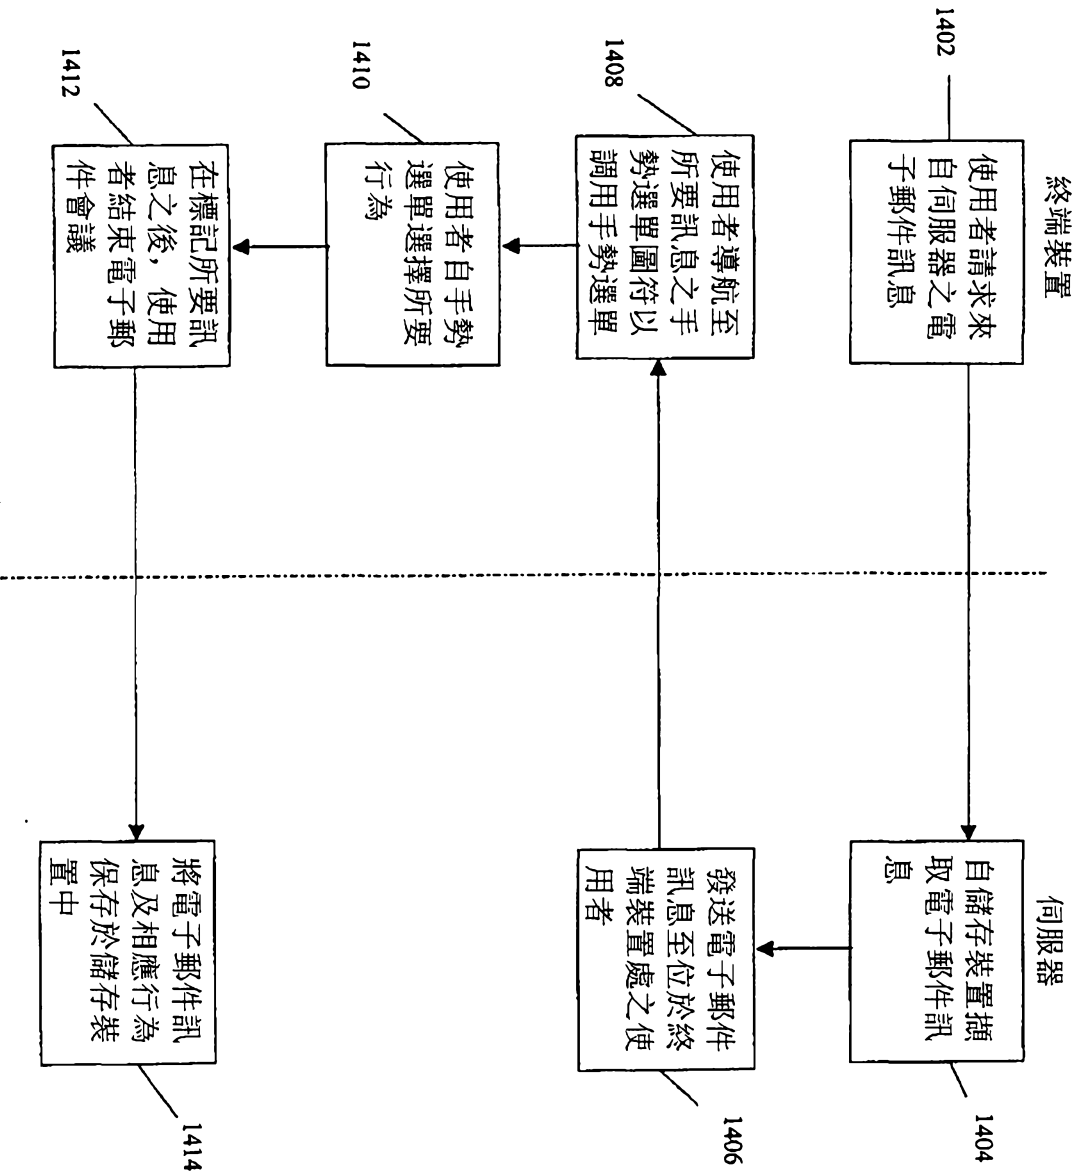 終端裝置
伺服器
1402
使用者請求來
自伺服器之電
子郵件訊息
自儲存裝置擷
取電子郵件訊
息
1404
1408
使用者導航至
所要訊息之手
勢選單圖符以
調用手勢選單
發送電子郵件
訊息至位於終
端裝置處之使
用者
1406
1410
使用者自手勢
選單選擇所要
行為
1412
在標記所要訊
息之後，使用
者結束電子郵
件會議
將電子郵件訊
息及相應行為
保存於儲存裝
置中
1414